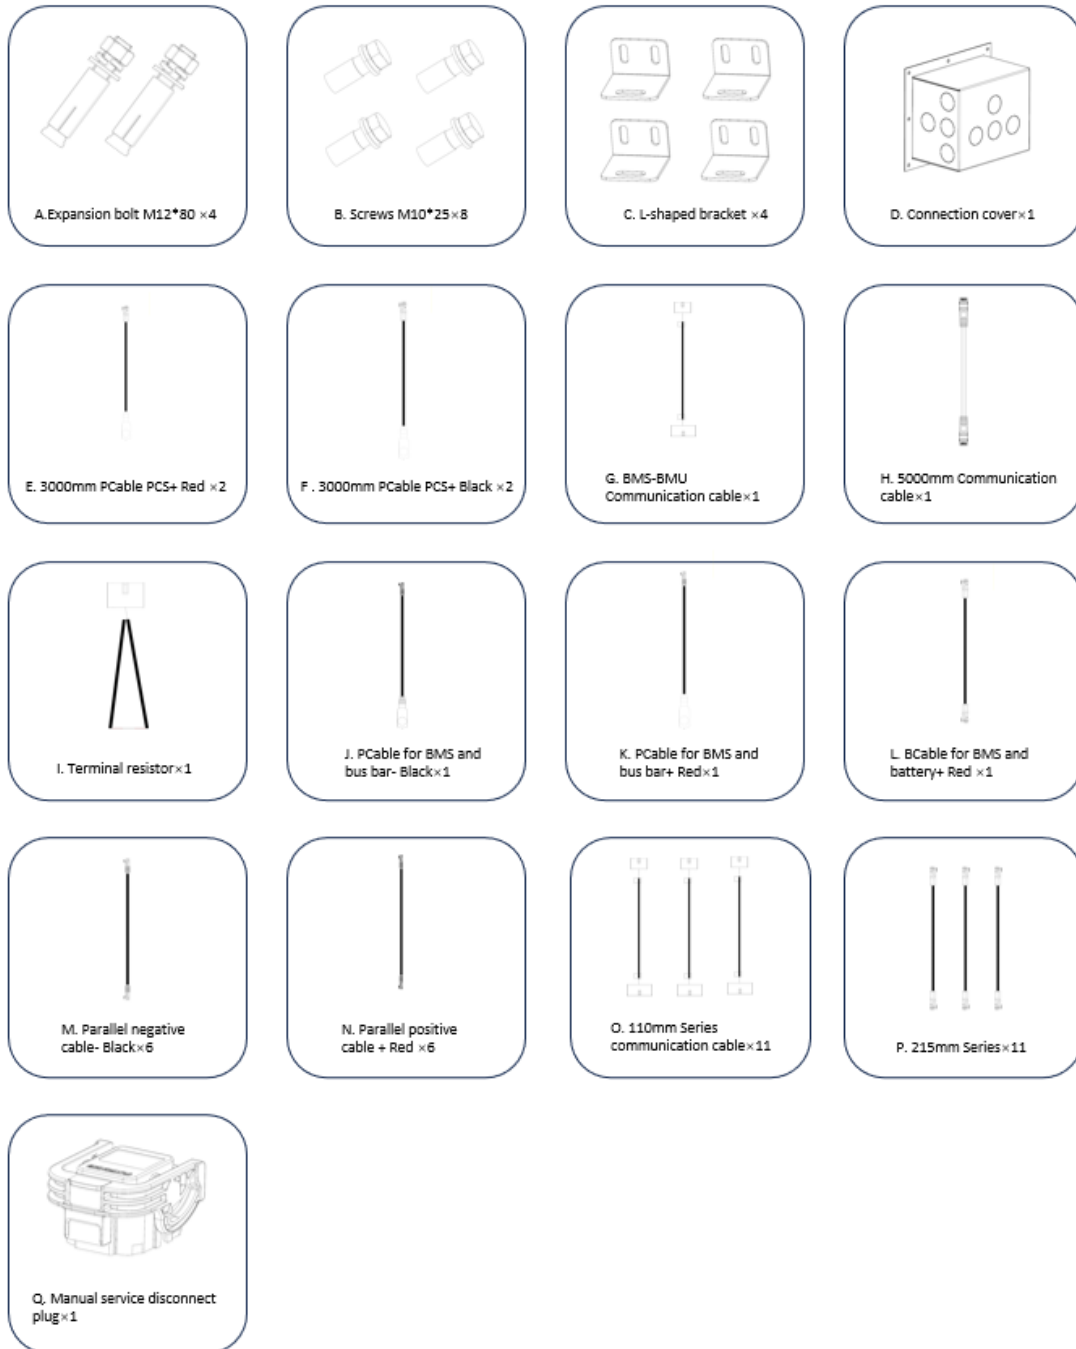 A.Expansion bolt M12*80 ×4
B. Screws M10*25×8
C. L-shaped bracket ×4
D. Connection cover×1
E. 3000mm PCable PCS+ Red ×2
F . 3000mm PCable PCS+ Black ×2
G. BMS-BMU
Communication cable×1
H. 5000mm Communication
cable×1
I. Terminal resistor×1
J. PCable for BMS and
bus bar- Black×1
K. PCable for BMS and
bus bar+ Red×1
L. BCable for BMS and
battery+ Red ×1
M. Parallel negative
cable- Black×6
N. Parallel positive
cable + Red ×6
O. 110mm Series
communication cable×11
P. 215mm Series×11
Q. Manual service disconnect
plug×1